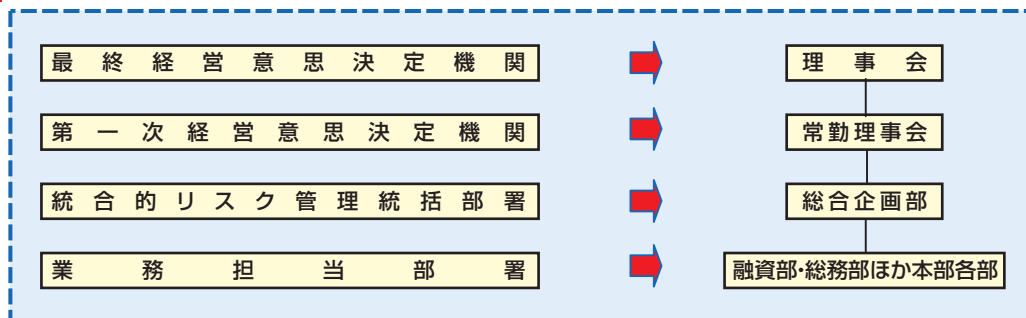 最終経営意思決定機関
理事会
第一次経営意思決定機関
常勤理事会
統合的リスク管理統括部署
総合企画部
業務担当部署
融資部・総務部ほか本部各部